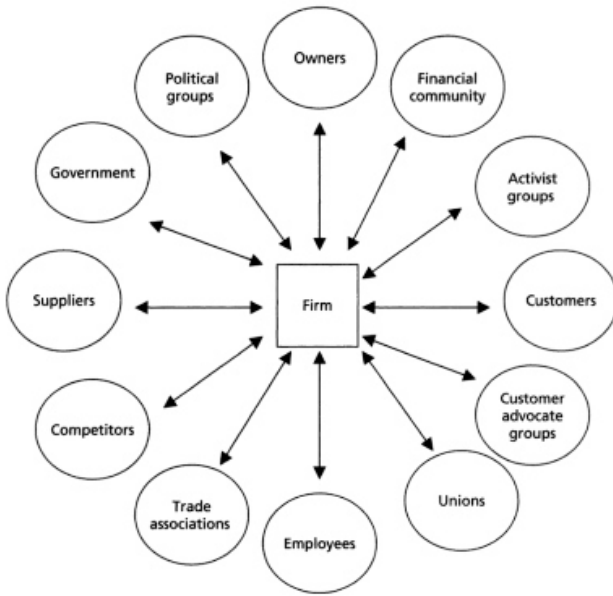 Owners
Political
groups
Financial
community
Government
Activist
groups
Suppliers
Firm
Customers
Competitors
Customer
advocate
groups
Trade
associations
Unions
Employees